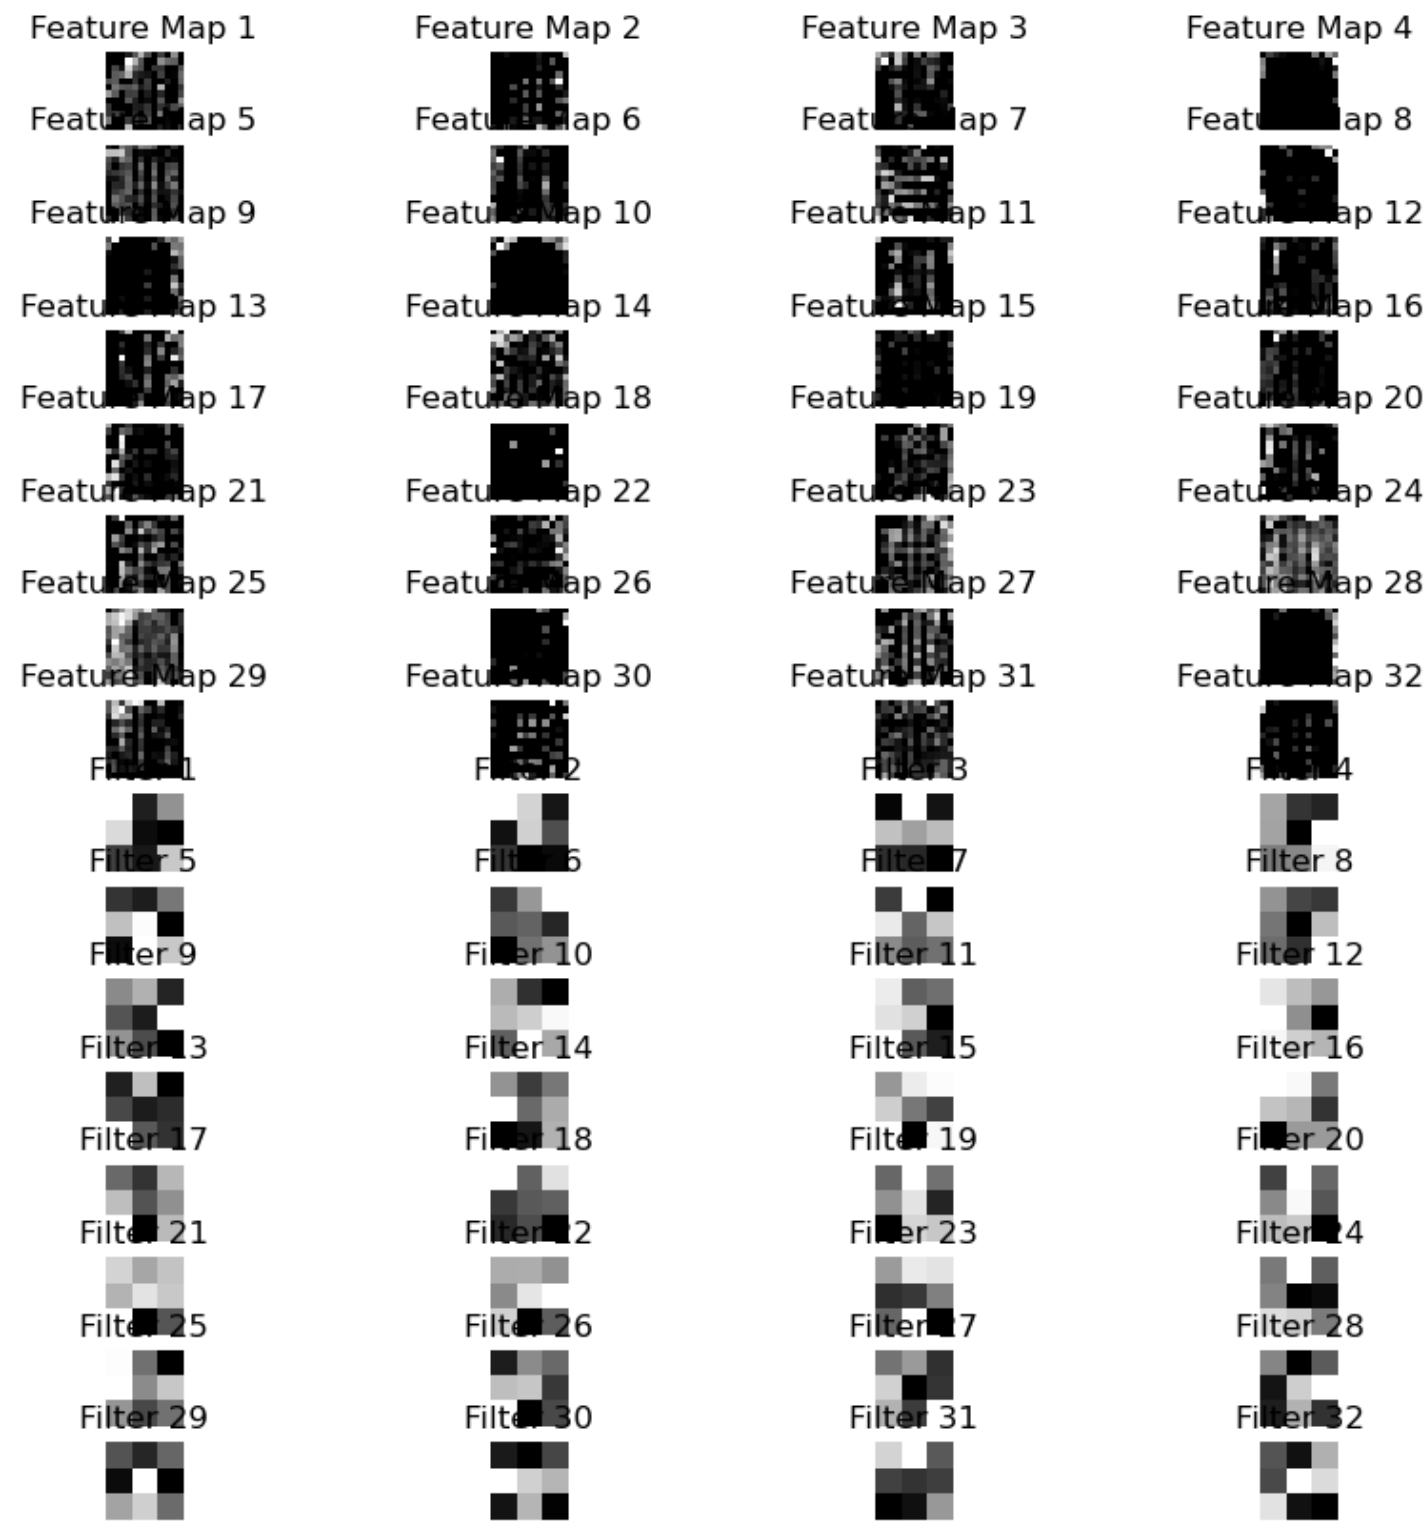 Feature Map 1 Feature Map 2 Feature Map 3 Feature Map 4
Feature Map 5 Feature Map 6 Feature Map 7 Feature Map 8
Feature Map 9 Feature Map 10 Feature Map 11 Feature Map 12
Feature Map 13 Feature Map 14 Feature Map 15 Feature Map 16
Feature Map 17 Feature Map 18 Feature Map 19 Feature Map 20
Feature Map 21 Feature Map 22 Feature Map 23 Feature Map 24
Feature Map 25 Feature Map 26 Feature Map 27 Feature Map 28
Feature Map 29 Feature Map 30 Feature Map 31 Feature Map 32
Filter 1 Filter 2 Filter 3 Filter 4
Filter 5 Filter 6 Filter 7 Filter 8
Filter 9 Filter 10 Filter 11 Filter 12
Filter 13 Filter 14 Filter 15 Filter 16
Filter 17 Filter 18 Filter 19 Filter 20
Filter 21 Filter 22 Filter 23 Filter 24
Filter 25 Filter 26 Filter 27 Filter 28
Filter 29 Filter 30 Filter 31 Filter 32